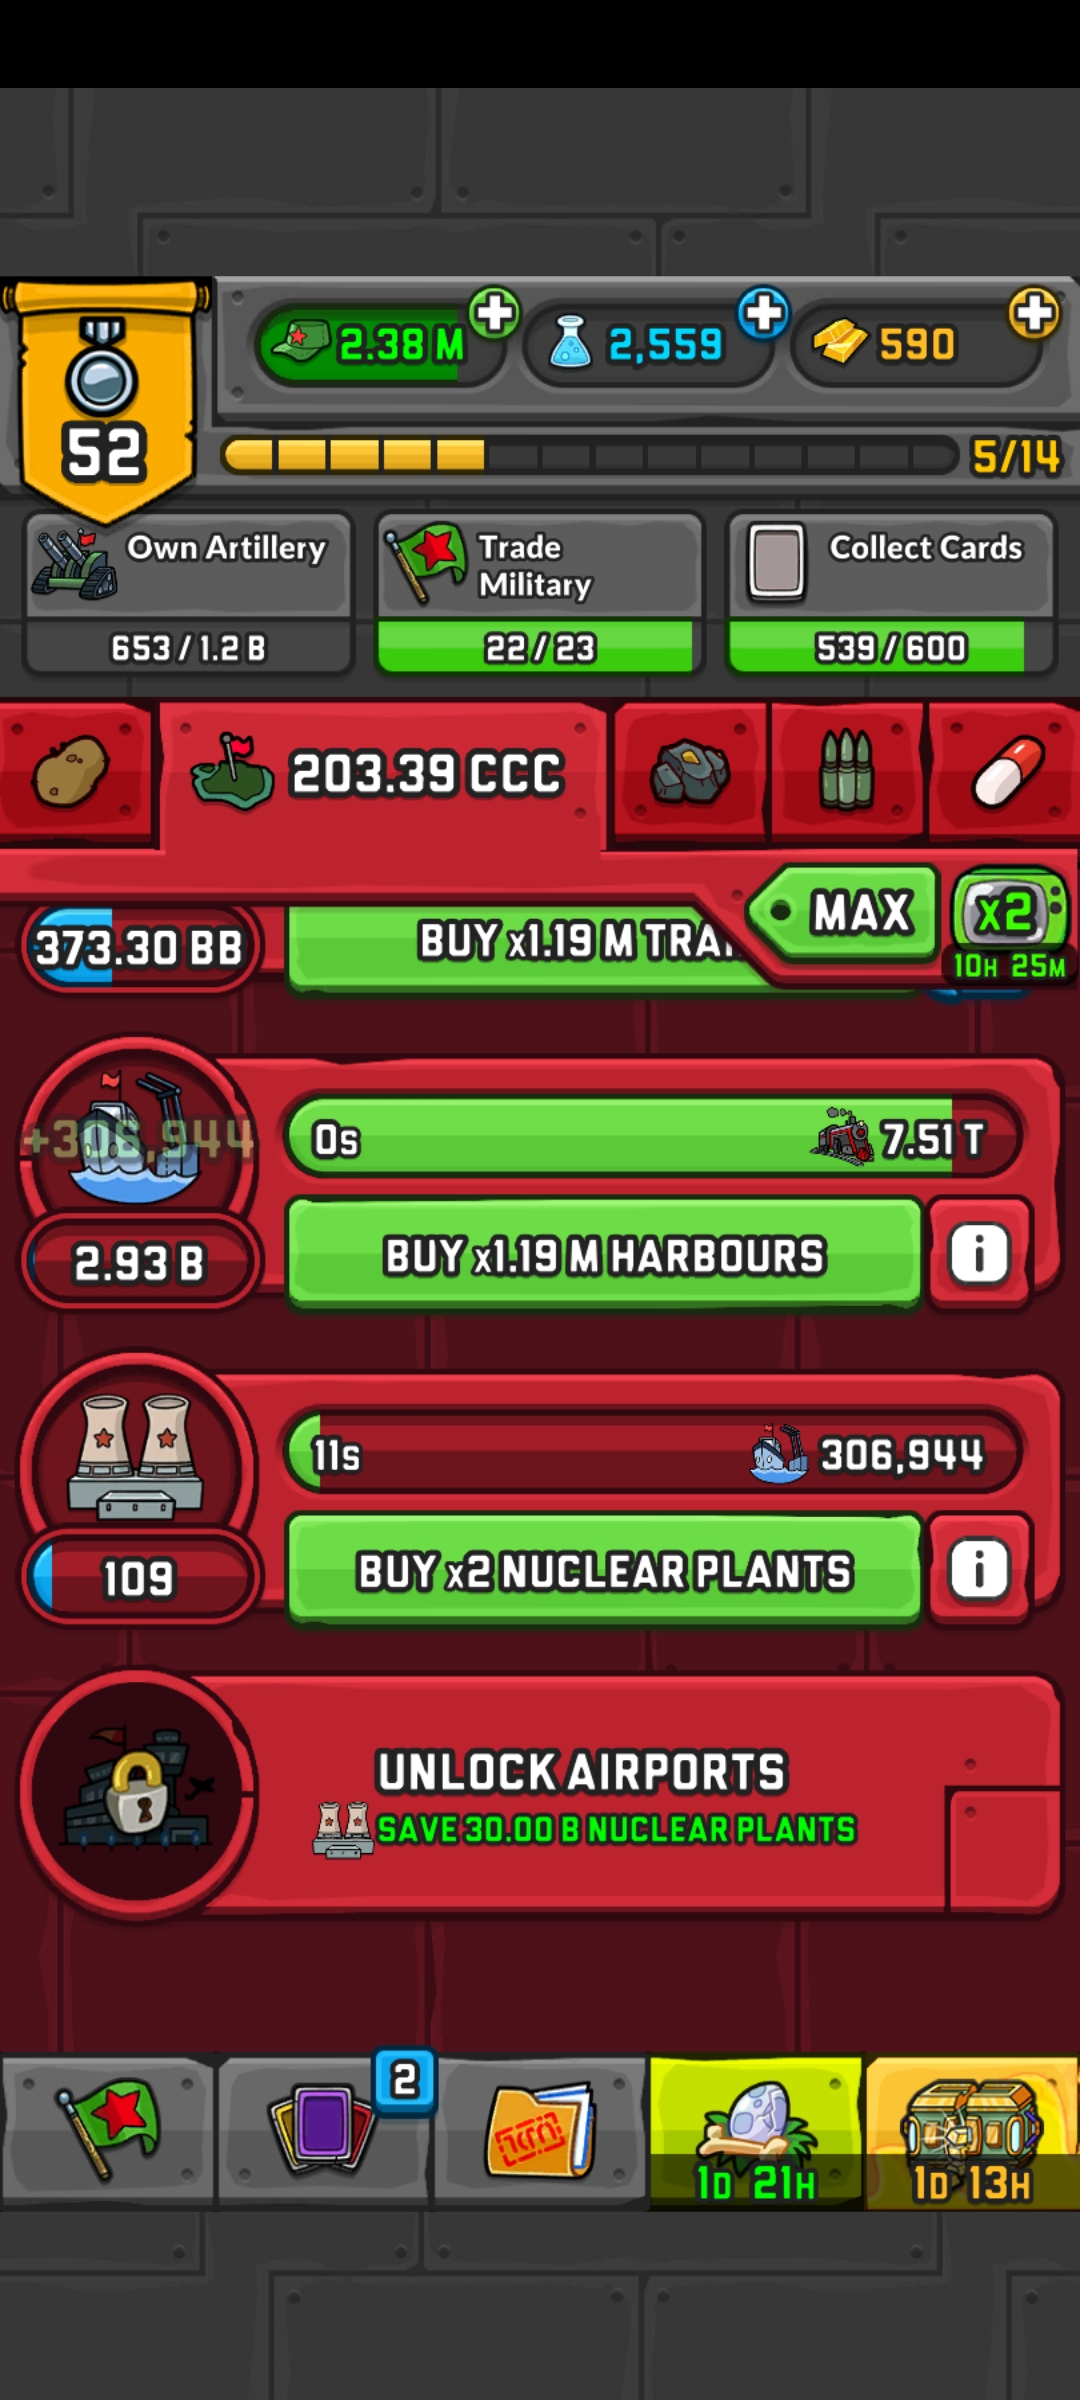 2.38 M
2,559
590
52
5/14
Own Artillery
653 / 1.2 B
Trade
Military
22 / 23
Collect Cards
539 / 600
203.39 CCC
MAX
x2
10H 25M
373.30 BB
BUY x1.19 M TRA
+306,944
0s
7.51 T
2.93 B
BUY x1.19 M HARBOURS
i
11s
306,944
109
BUY x2 NUCLEAR PLANTS
i
UNLOCK AIRPORTS
SAVE 30.00 B NUCLEAR PLANTS
2
1D 21H
1D 13H